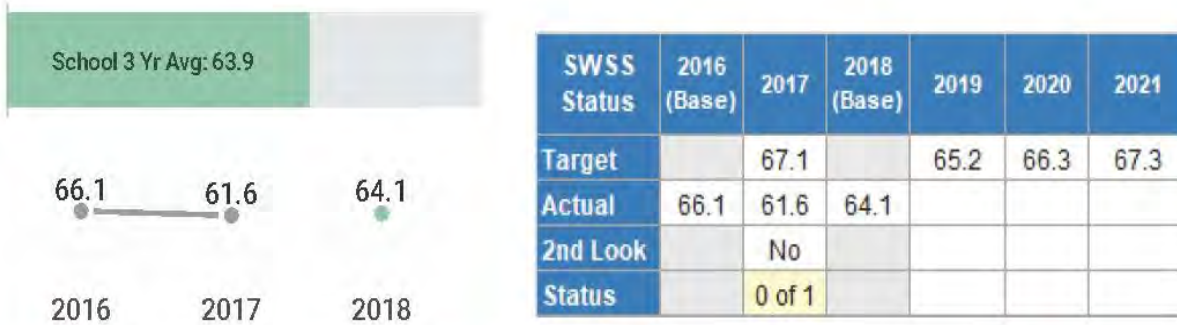 School 3 Yr Avg: 63.9
66.1 61.6 64.1
2016 2017 2018
SWSS Status 2016 (Base) 2017 2018 (Base) 2019 2020 2021
Target 67.1 65.2 66.3 67.3
Actual 66.1 61.6 64.1
2nd Look No
Status 0 of 1